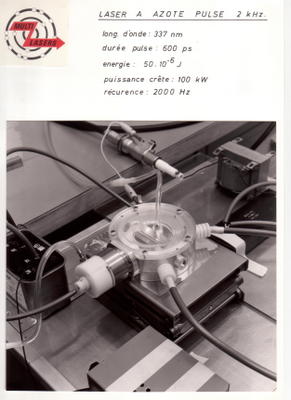 MULTI
LASERS
LASER A AZOTE PULSE 2 kHz.
long. d'onde : 337 nm
durée pulse : 600 ps
energie : 50.10-6 J
puissance crête : 100 kW
récurence : 2000 Hz